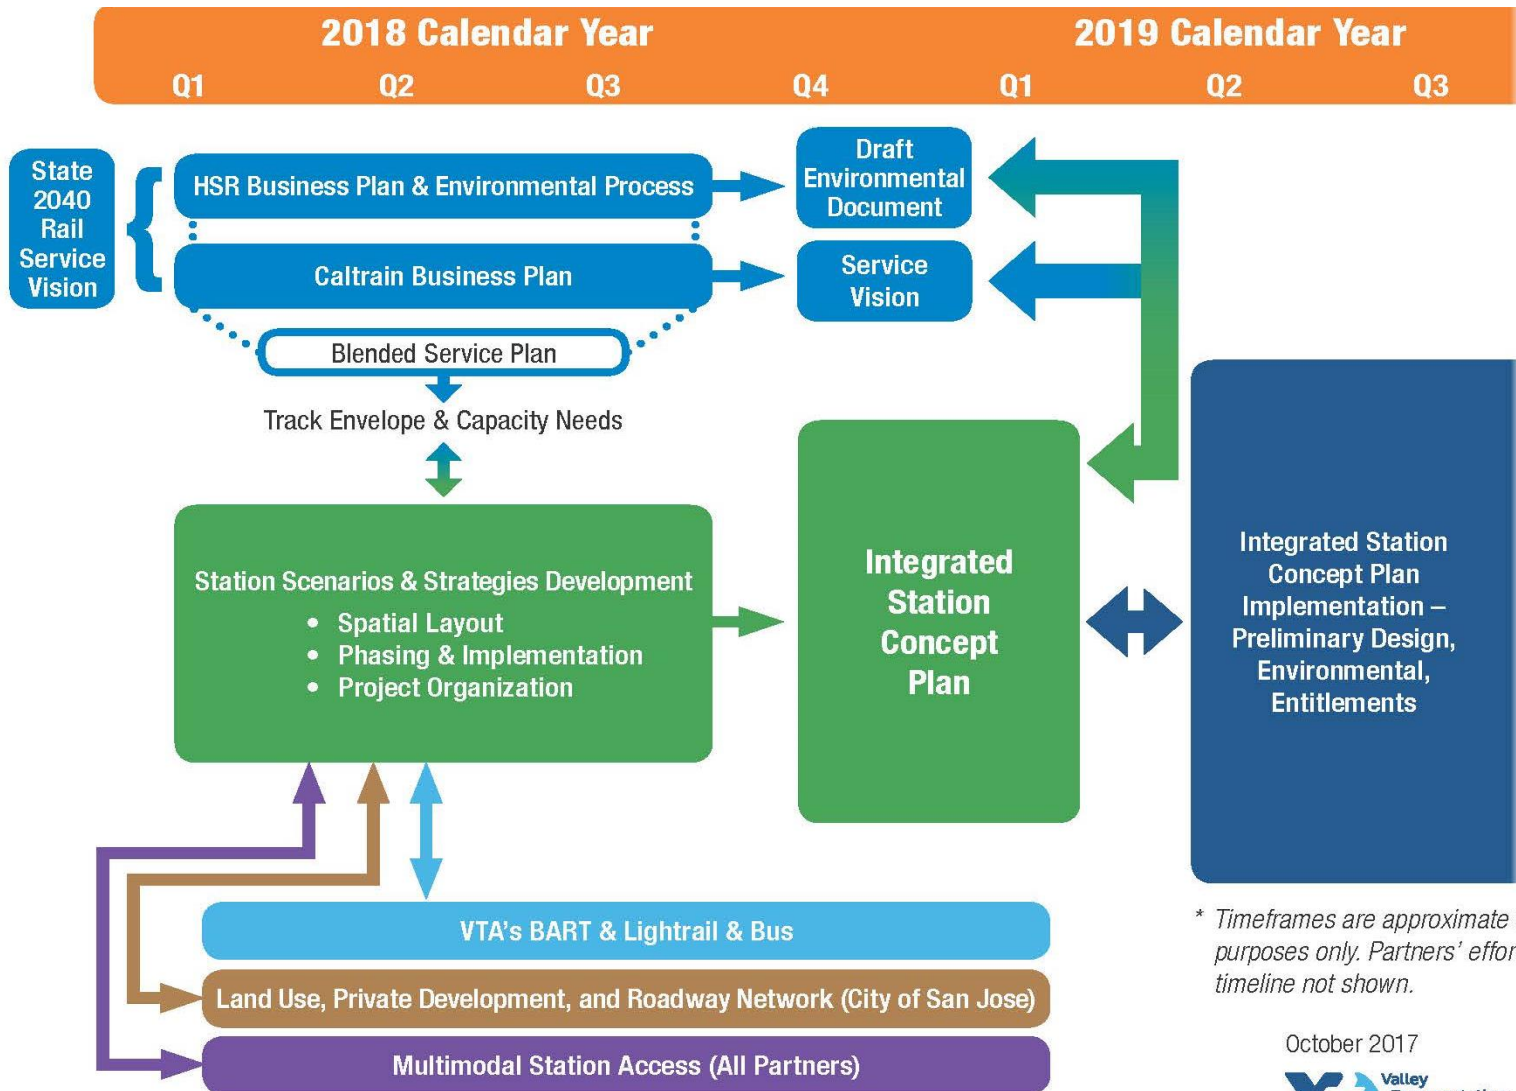 2018 Calendar Year
2019 Calendar Year
Q1 Q2 Q3 Q4 Q1 Q2 Q3
State
2040
Rail
Service
Vision
HSR Business Plan & Environmental Process
Draft
Environmental
Document
Caltrain Business Plan
Service
Vision
Blended Service Plan
Track Envelope & Capacity Needs
Station Scenarios & Strategies Development
• Spatial Layout
• Phasing & Implementation
• Project Organization
Integrated
Station
Concept
Plan
Integrated Station
Concept Plan
Implementation –
Preliminary Design,
Environmental,
Entitlements
VTA's BART & Lightrail & Bus
Land Use, Private Development, and Roadway Network (City of San Jose)
Multimodal Station Access (All Partners)
* Timeframes are approximate
purposes only. Partners' effor
timeline not shown.
October 2017
Valley